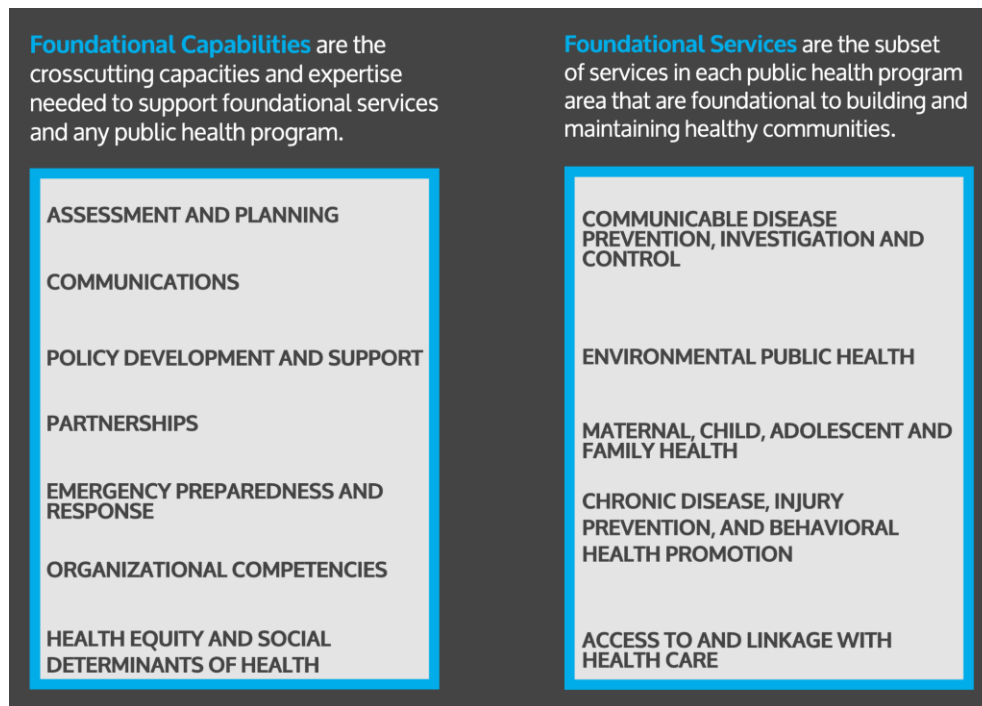 Foundational Capabilities are the
crosscutting capacities and expertise
needed to support foundational services
and any public health program.
ASSESSMENT AND PLANNING
COMMUNICATIONS
POLICY DEVELOPMENT AND SUPPORT
PARTNERSHIPS
EMERGENCY PREPAREDNESS AND
RESPONSE
ORGANIZATIONAL COMPETENCIES
HEALTH EQUITY AND SOCIAL
DETERMINANTS OF HEALTH
Foundational Services are the subset
of services in each public health program
area that are foundational to building and
maintaining healthy communities.
COMMUNICABLE DISEASE
PREVENTION, INVESTIGATION AND
CONTROL
ENVIRONMENTAL PUBLIC HEALTH
MATERNAL, CHILD, ADOLESCENT AND
FAMILY HEALTH
CHRONIC DISEASE, INJURY
PREVENTION, AND BEHAVIORAL
HEALTH PROMOTION
ACCESS TO AND LINKAGE WITH
HEALTH CARE